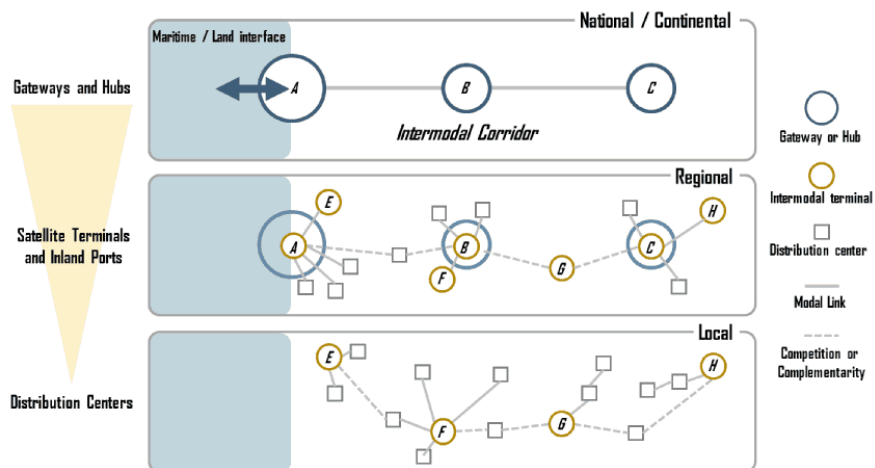 National / Continental
Maritime / Land interface
Gateways and Hubs
A
B
C
Intermodal Corridor
Gateway or Hub
Regional
E
H
Intermodal terminal
A
B
C
Satellite Terminals
and Inland Ports
F
G
Distribution center
Modal Link
Local
E
H
Competition or
Complementarity
Distribution Centers
F
G